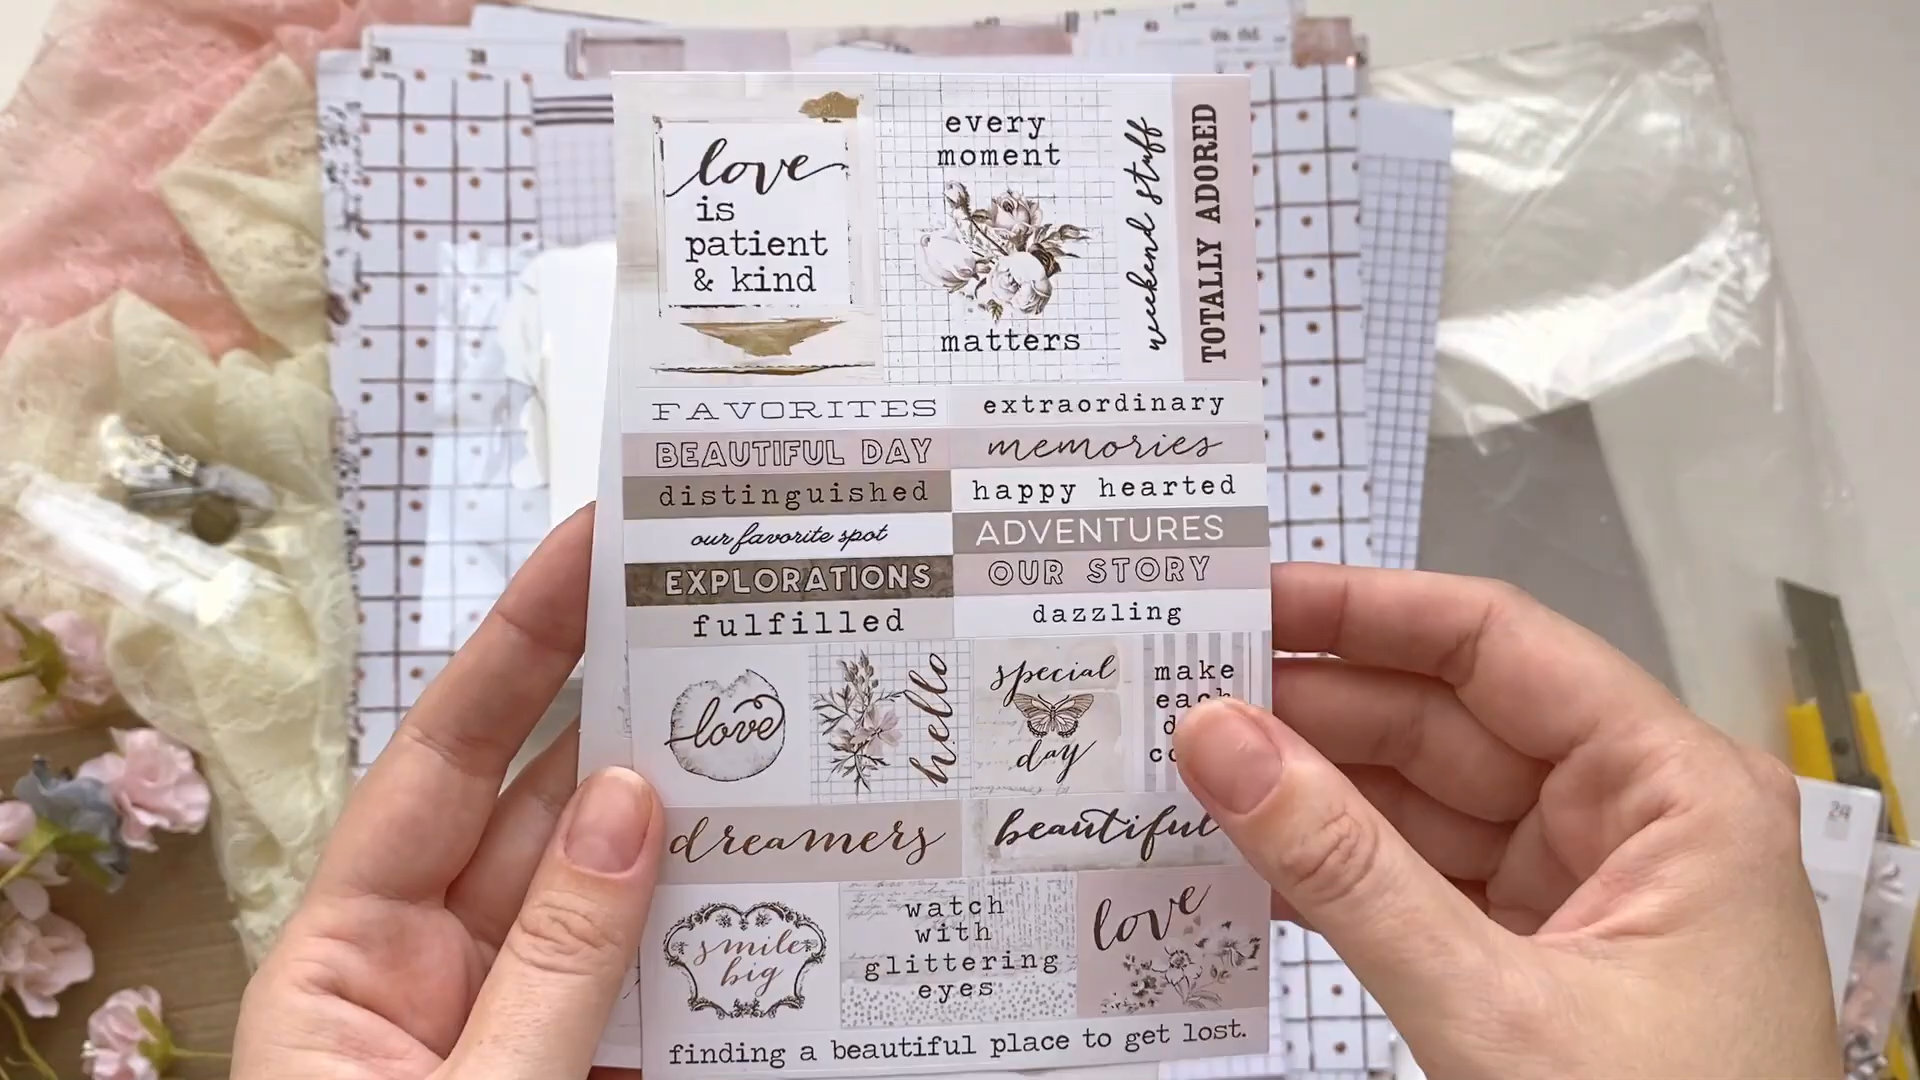 love
is
patient
& kind
every
moment
matters
weekend stuff
TOTALLY ADORED
FAVORITES
extraordinary
BEAUTIFUL DAY
memories
distinguished
happy hearted
our favorite spot
ADVENTURES
EXPLORATIONS
OUR STORY
fulfilled
dazzling
love
hello
special
day
make
dreamers
beautiful
smile
big
watch
with
glittering
eyes
love
finding a beautiful place to get lost.
24